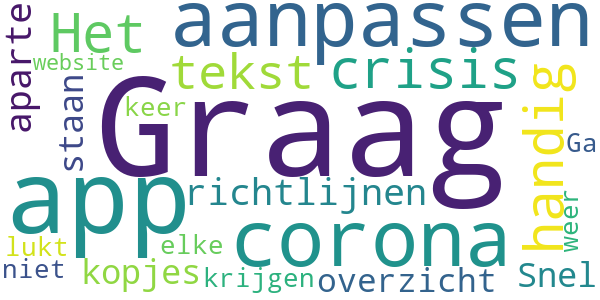 aparte
Het
aanpassen
website
tekst
crisis
staan
keer
Graag
handig
Ga
app
richtlijnen
weer
corona
lukt
elke
niet
kopjes
krijgen
overzicht
Snel